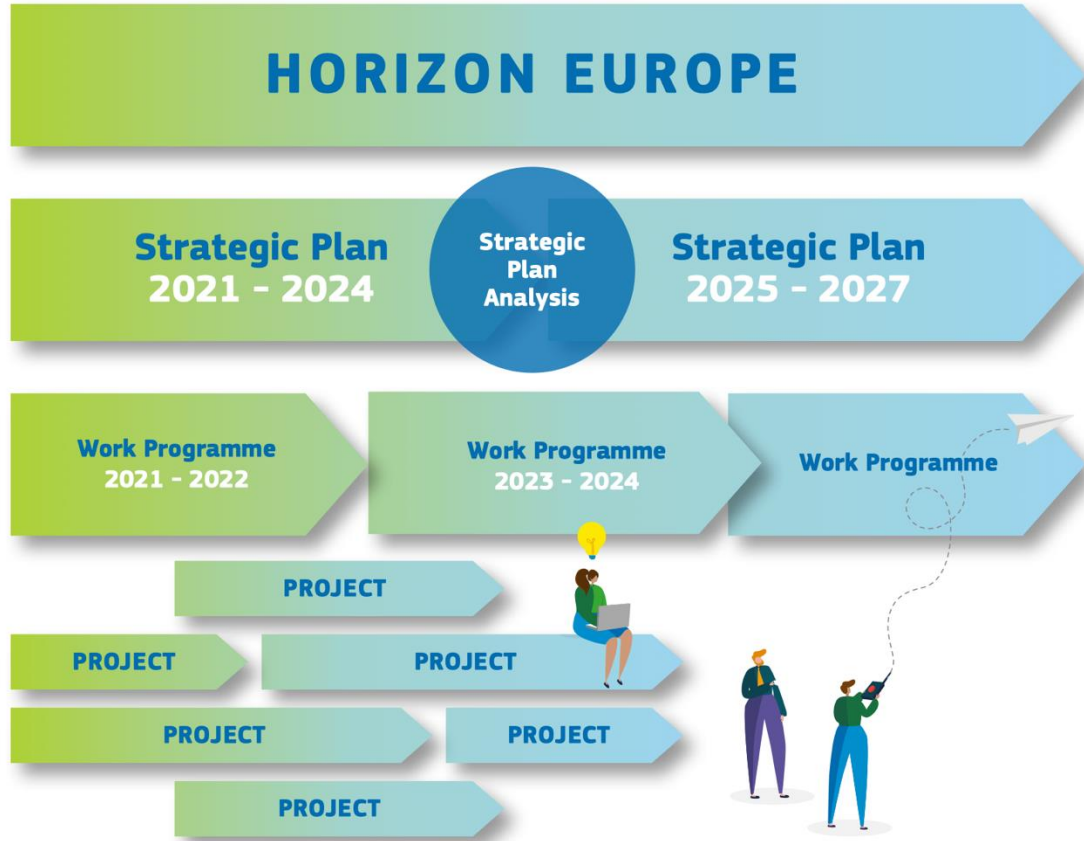 HORIZON EUROPE
Strategic Plan
2021 - 2024
Strategic
Plan
Analysis
Strategic Plan
2025 - 2027
Work Programme
2021 - 2022
Work Programme
2023 - 2024
Work Programme
PROJECT
PROJECT
PROJECT
PROJECT
PROJECT
PROJECT